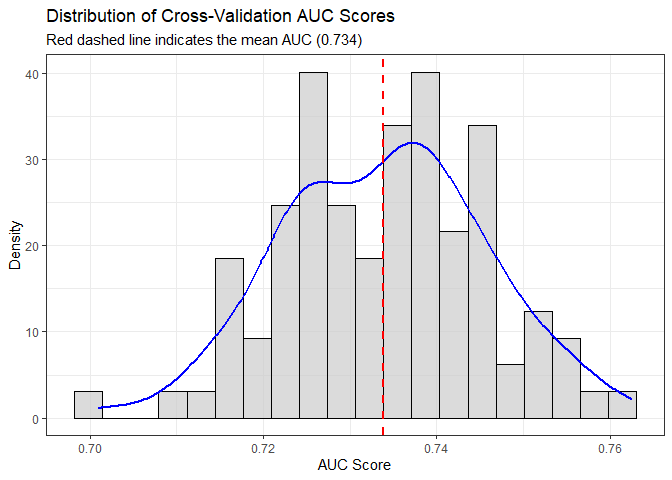 Distribution of Cross-Validation AUC Scores
Red dashed line indicates the mean AUC (0.734)
40
30
20
10
0
Density
0.70 0.72 0.74 0.76
AUC Score